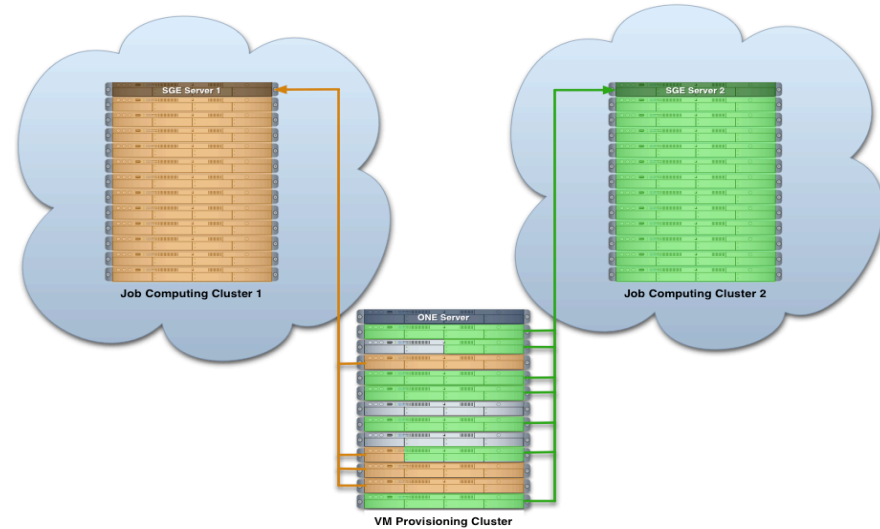 SGE Server 1
SGE Server 2
Job Computing Cluster 1
Job Computing Cluster 2
ONE Server
VM Provisioning Cluster